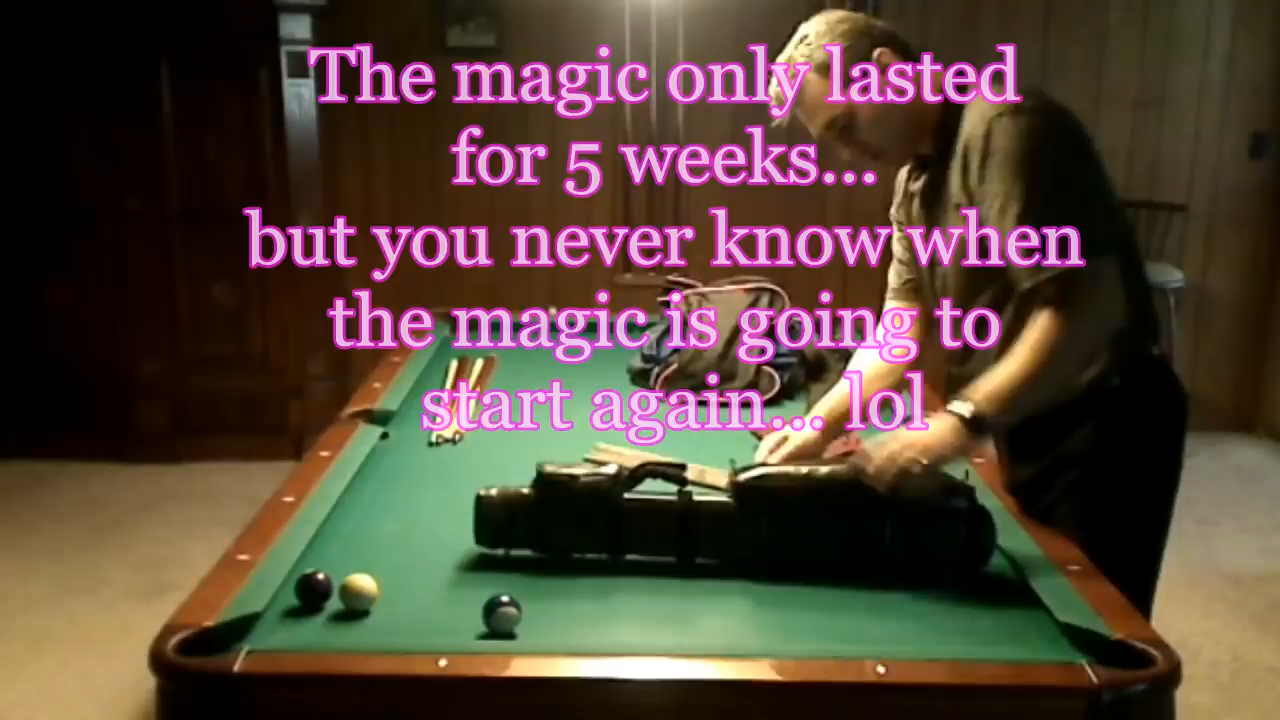 The magic only lasted
for 5 weeks...
but you never know when
the magic is going to
start again... lol